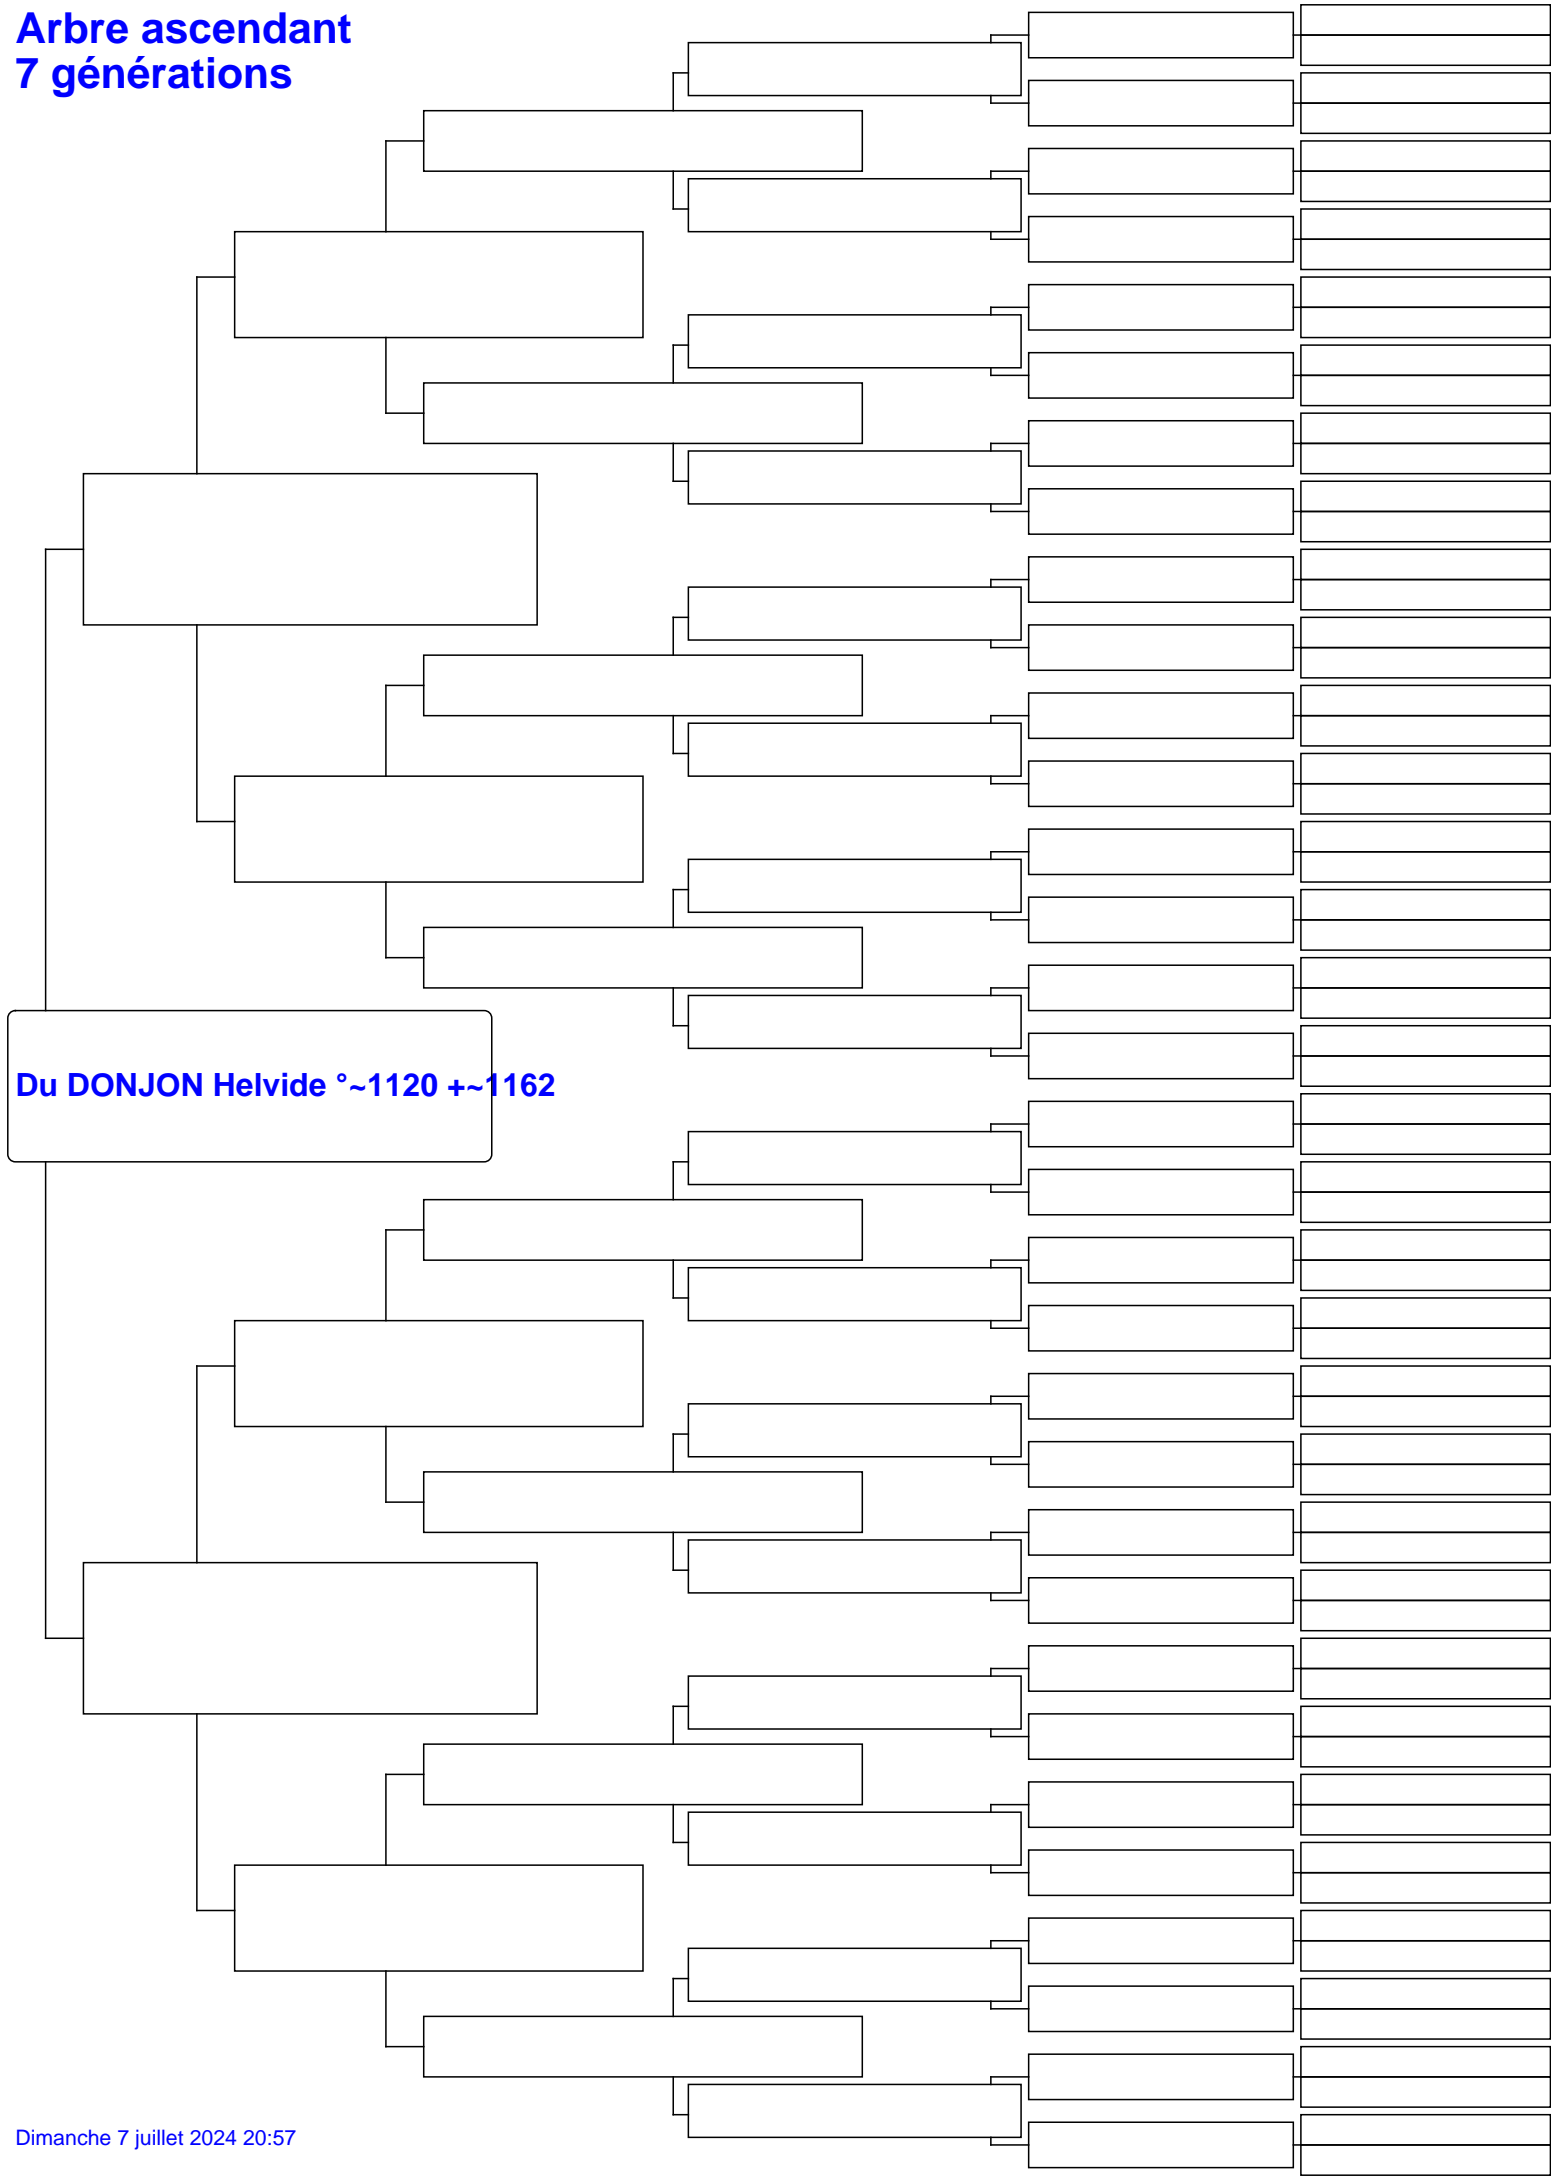 Arbre ascendant
7 générations
Du DONJON Helvide °~1120 +~1162
Dimanche 7 juillet 2024 20:57